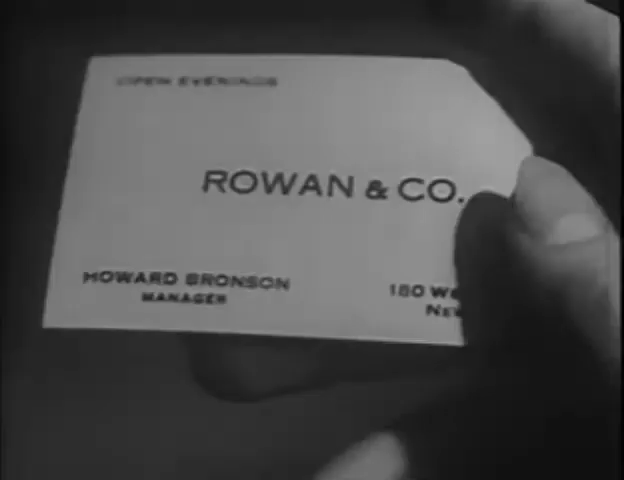 OPEN EVENINGS
ROWAN & CO.
HOWARD BRONSON
MANAGER
180